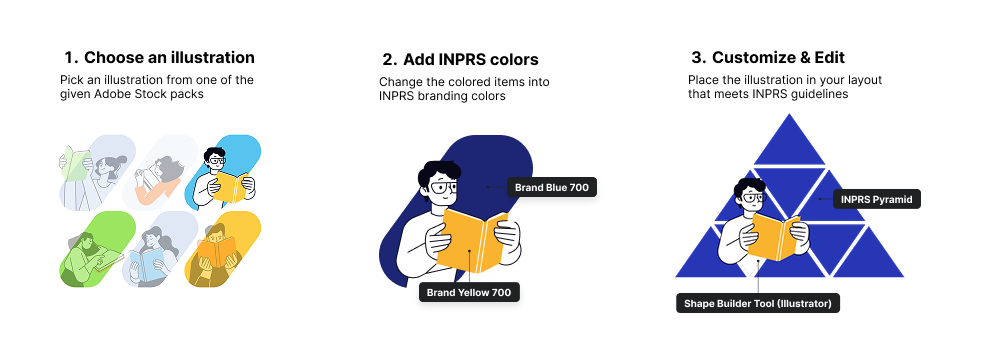 1. Choose an illustration
Pick an illustration from one of the
given Adobe Stock packs
2. Add INPRS colors
Change the colored items into
INPRS branding colors
Brand Blue 700
Brand Yellow 700
3. Customize & Edit
Place the illustration in your layout
that meets INPRS guidelines
INPRS Pyramid
Shape Builder Tool (Illustrator)